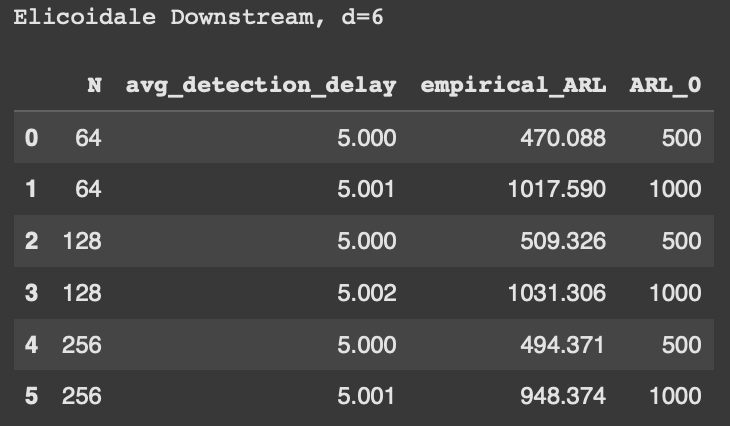 Elicoidale Downstream, d=6
N avg_detection_delay empirical_ARL ARL_0
0 64 5.000 470.088 500
1 64 5.001 1017.590 1000
2 128 5.000 509.326 500
3 128 5.002 1031.306 1000
4 256 5.000 494.371 500
5 256 5.001 948.374 1000